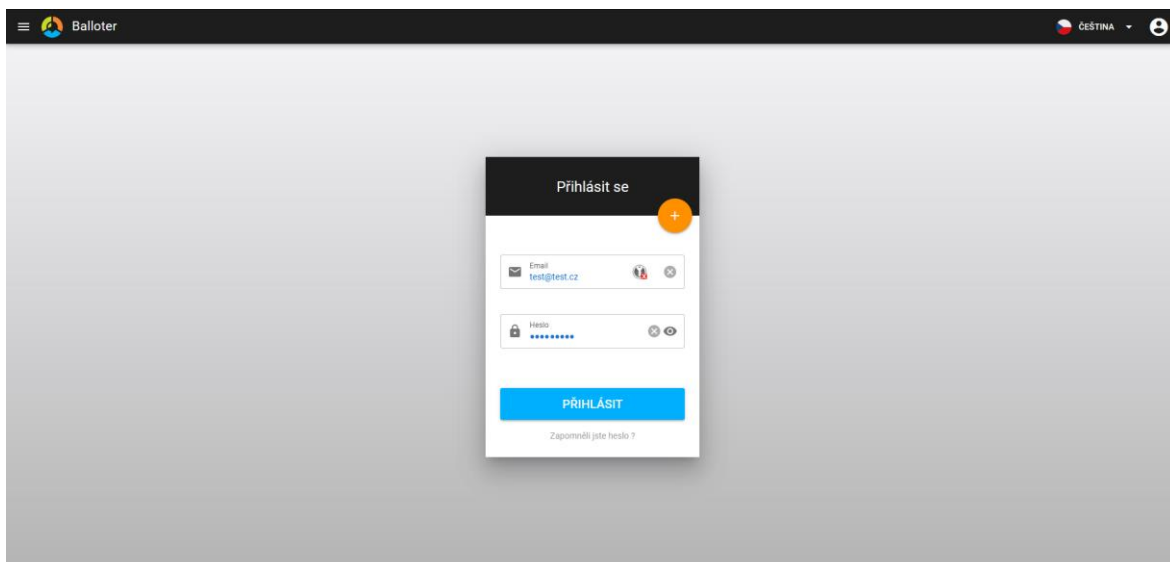 Balloter
ČEŠTINA
Přihlásit se
+
Email
test@test.cz
Heslo
•••••••••
PŘIHLÁSIT
Zapomněli jste heslo ?